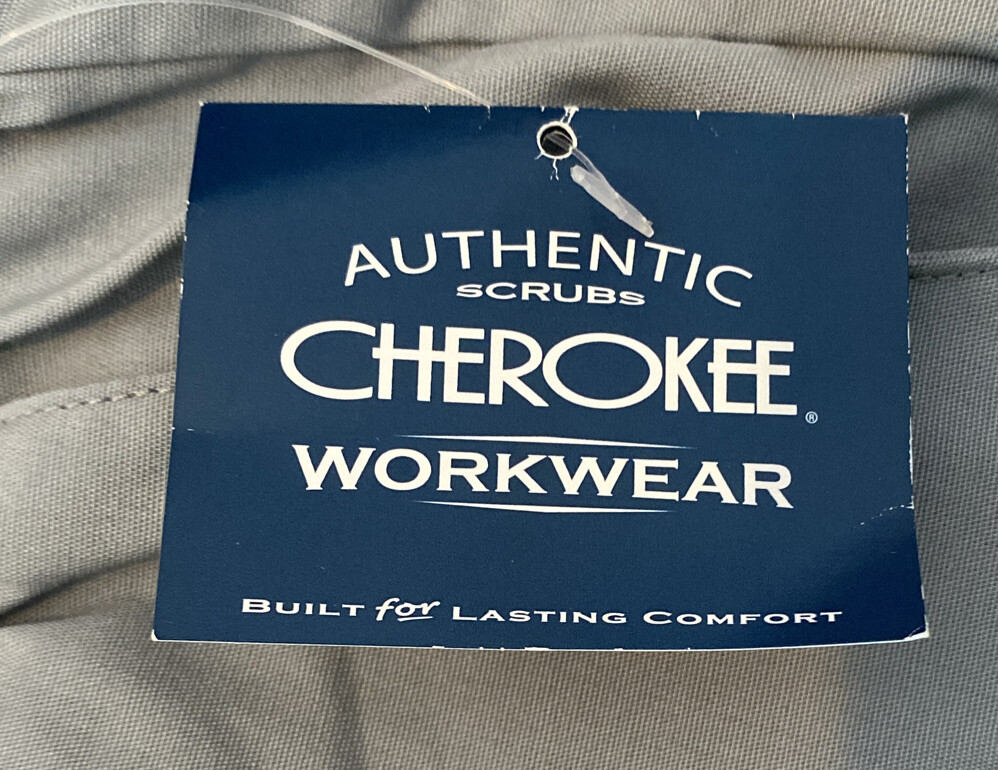 AUTHENTIC
SCRUBS
CHEROKEE®
WORKWEAR
BUILT for LASTING COMFORT